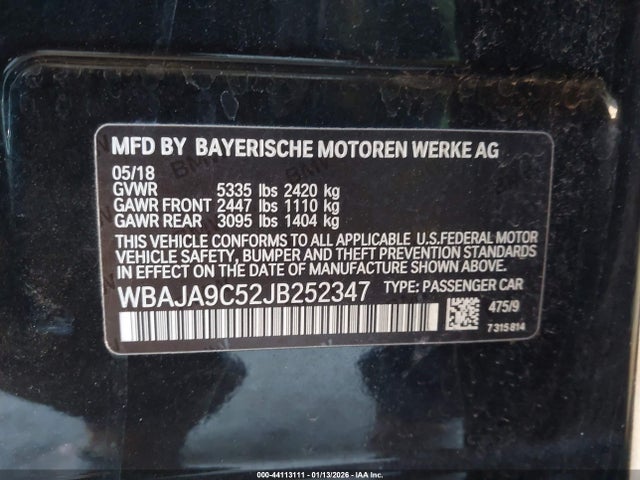 MFD BY BAYERISCHE MOTOREN WERKE AG
05/18
GVWR 5335 lbs 2420 kg
GAWR FRONT 2447 lbs 1110 kg
GAWR REAR 3095 lbs 1404 kg
THIS VEHICLE CONFORMS TO ALL APPLICABLE U.S.FEDERAL MOTOR
VEHICLE SAFETY, BUMPER AND THEFT PREVENTION STANDARDS
IN EFFECT ON THE DATE OF MANUFACTURE SHOWN ABOVE.
WBAJA9C52JB252347 TYPE: PASSENGER CAR
475/9
7 315 814
000-44113111 - 01/13/2026 - IAA Inc.